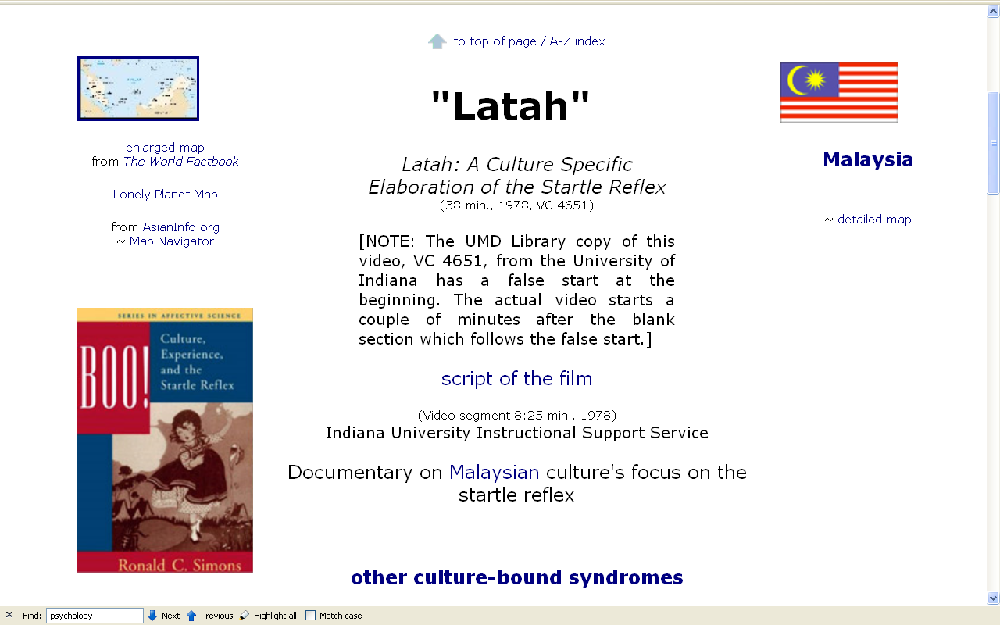 to top of page / A-Z index
"Latah"
enlarged map
from The World Factbook
Lonely Planet Map
from AsianInfo.org
~ Map Navigator
Latah: A Culture Specific
Elaboration of the Startle Reflex
(38 min., 1978, VC 4651)
[NOTE: The UMD Library copy of this
video, VC 4651, from the University of
Indiana has a false start at the
beginning. The actual video starts a
couple of minutes after the blank
section which follows the false start.]
script of the film
(Video segment 8:25 min., 1978)
Indiana University Instructional Support Service
Documentary on Malaysian culture's focus on the
startle reflex
other culture-bound syndromes
Malaysia
~ detailed map
SERIES IN AFFECTIVE SCIENCE
BOO!
Culture,
Experience,
and the
Startle Reflex
Ronald C. Simons
Find: psychology Next Previous Highlight all Match case